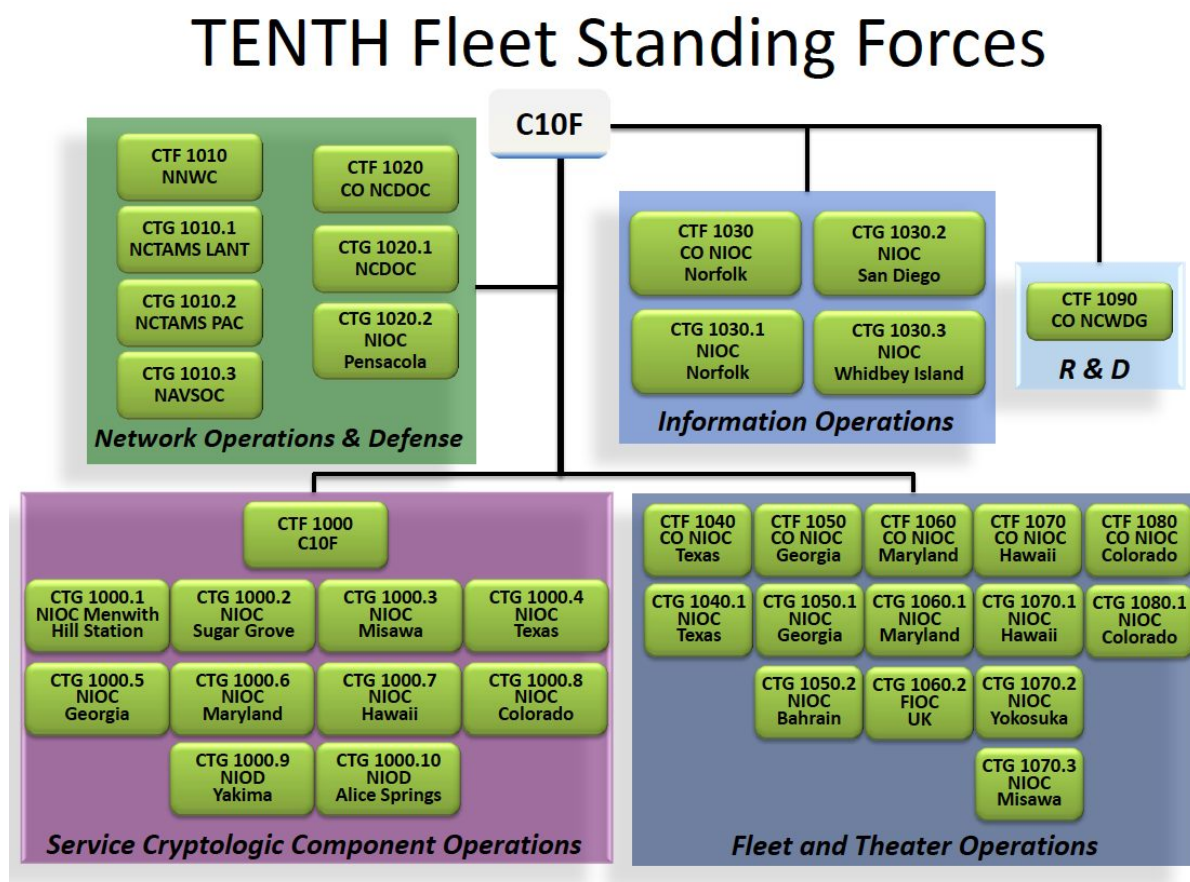 TENTH Fleet Standing Forces
C10F
CTF 1010
NNWC
CTG 1010.1
NCTAMS LANT
CTG 1010.2
NCTAMS PAC
CTG 1010.3
NAVSOC
CTF 1020
CO NCDOC
CTG 1020.1
NCDOC
CTG 1020.2
NIOC
Pensacola
Network Operations & Defense
CTF 1030
CO NIOC
Norfolk
CTG 1030.2
NIOC
San Diego
CTG 1030.1
NIOC
Norfolk
CTG 1030.3
NIOC
Whidbey Island
Information Operations
CTF 1090
CO NCWDG
R & D
CTF 1000
C10F
CTG 1000.1
NIOC Menwith
Hill Station
CTG 1000.2
NIOC
Sugar Grove
CTG 1000.3
NIOC
Misawa
CTG 1000.4
NIOC
Texas
CTG 1000.5
NIOC
Georgia
CTG 1000.6
NIOC
Maryland
CTG 1000.7
NIOC
Hawaii
CTG 1000.8
NIOC
Colorado
CTG 1000.9
NIOD
Yakima
CTG 1000.10
NIOD
Alice Springs
Service Cryptologic Component Operations
CTF 1040
CO NIOC
Texas
CTF 1050
CO NIOC
Georgia
CTF 1060
CO NIOC
Maryland
CTF 1070
CO NIOC
Hawaii
CTF 1080
CO NIOC
Colorado
CTG 1040.1
NIOC
Texas
CTG 1050.1
NIOC
Georgia
CTG 1060.1
NIOC
Maryland
CTG 1070.1
NIOC
Hawaii
CTG 1080.1
NIOC
Colorado
CTG 1050.2
NIOC
Bahrain
CTG 1060.2
FIOC
UK
CTG 1070.2
NIOC
Yokosuka
CTG 1070.3
NIOC
Misawa
Fleet and Theater Operations